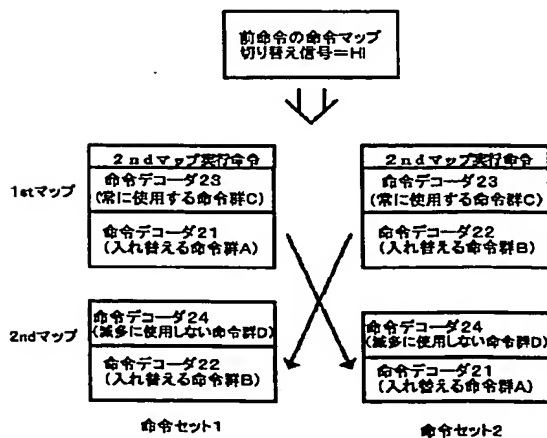 前命令の命令マップ
切り替え信号=HI
1stマップ
2ndマップ実行命令
命令デコーダ23
(常に使用する命令群C)
命令デコーダ21
(入れ替える命令群A)
2ndマップ実行命令
命令デコーダ23
(常に使用する命令群C)
命令デコーダ22
(入れ替える命令群B)
2ndマップ
命令デコーダ24
(滅多に使用しない命令群D)
命令デコーダ22
(入れ替える命令群B)
命令デコーダ24
(滅多に使用しない命令群D)
命令デコーダ21
(入れ替える命令群A)
命令セット1
命令セット2